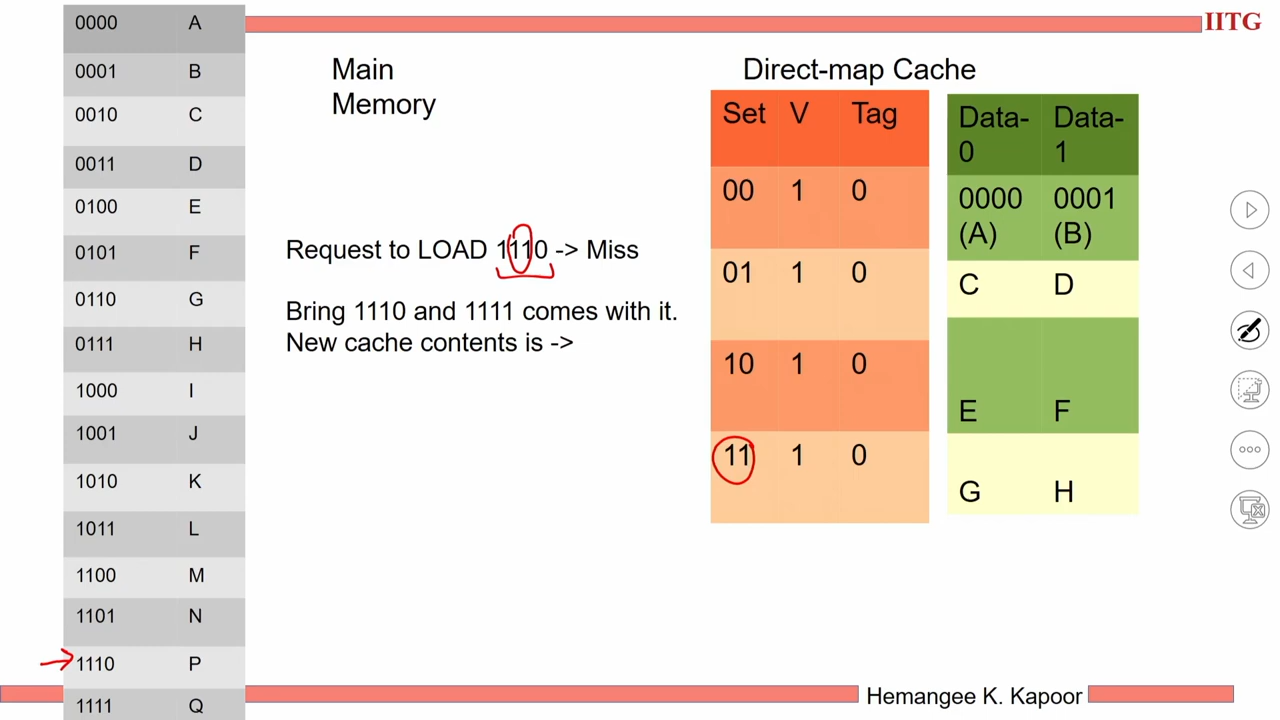 IITG
0000 A
0001 B
0010 C
0011 D
0100 E
0101 F
0110 G
0111 H
1000 I
1001 J
1010 K
1011 L
1100 M
1101 N
1110 P
1111 Q
Main
Memory
Request to LOAD 1110 -> Miss
Bring 1110 and 1111 comes with it.
New cache contents is ->
Direct-map Cache
Set V Tag
00 1 0
01 1 0
10 1 0
11 1 0
Data-0 Data-1
0000 (A) 0001 (B)
C D
E F
G H
Hemangee K. Kapoor